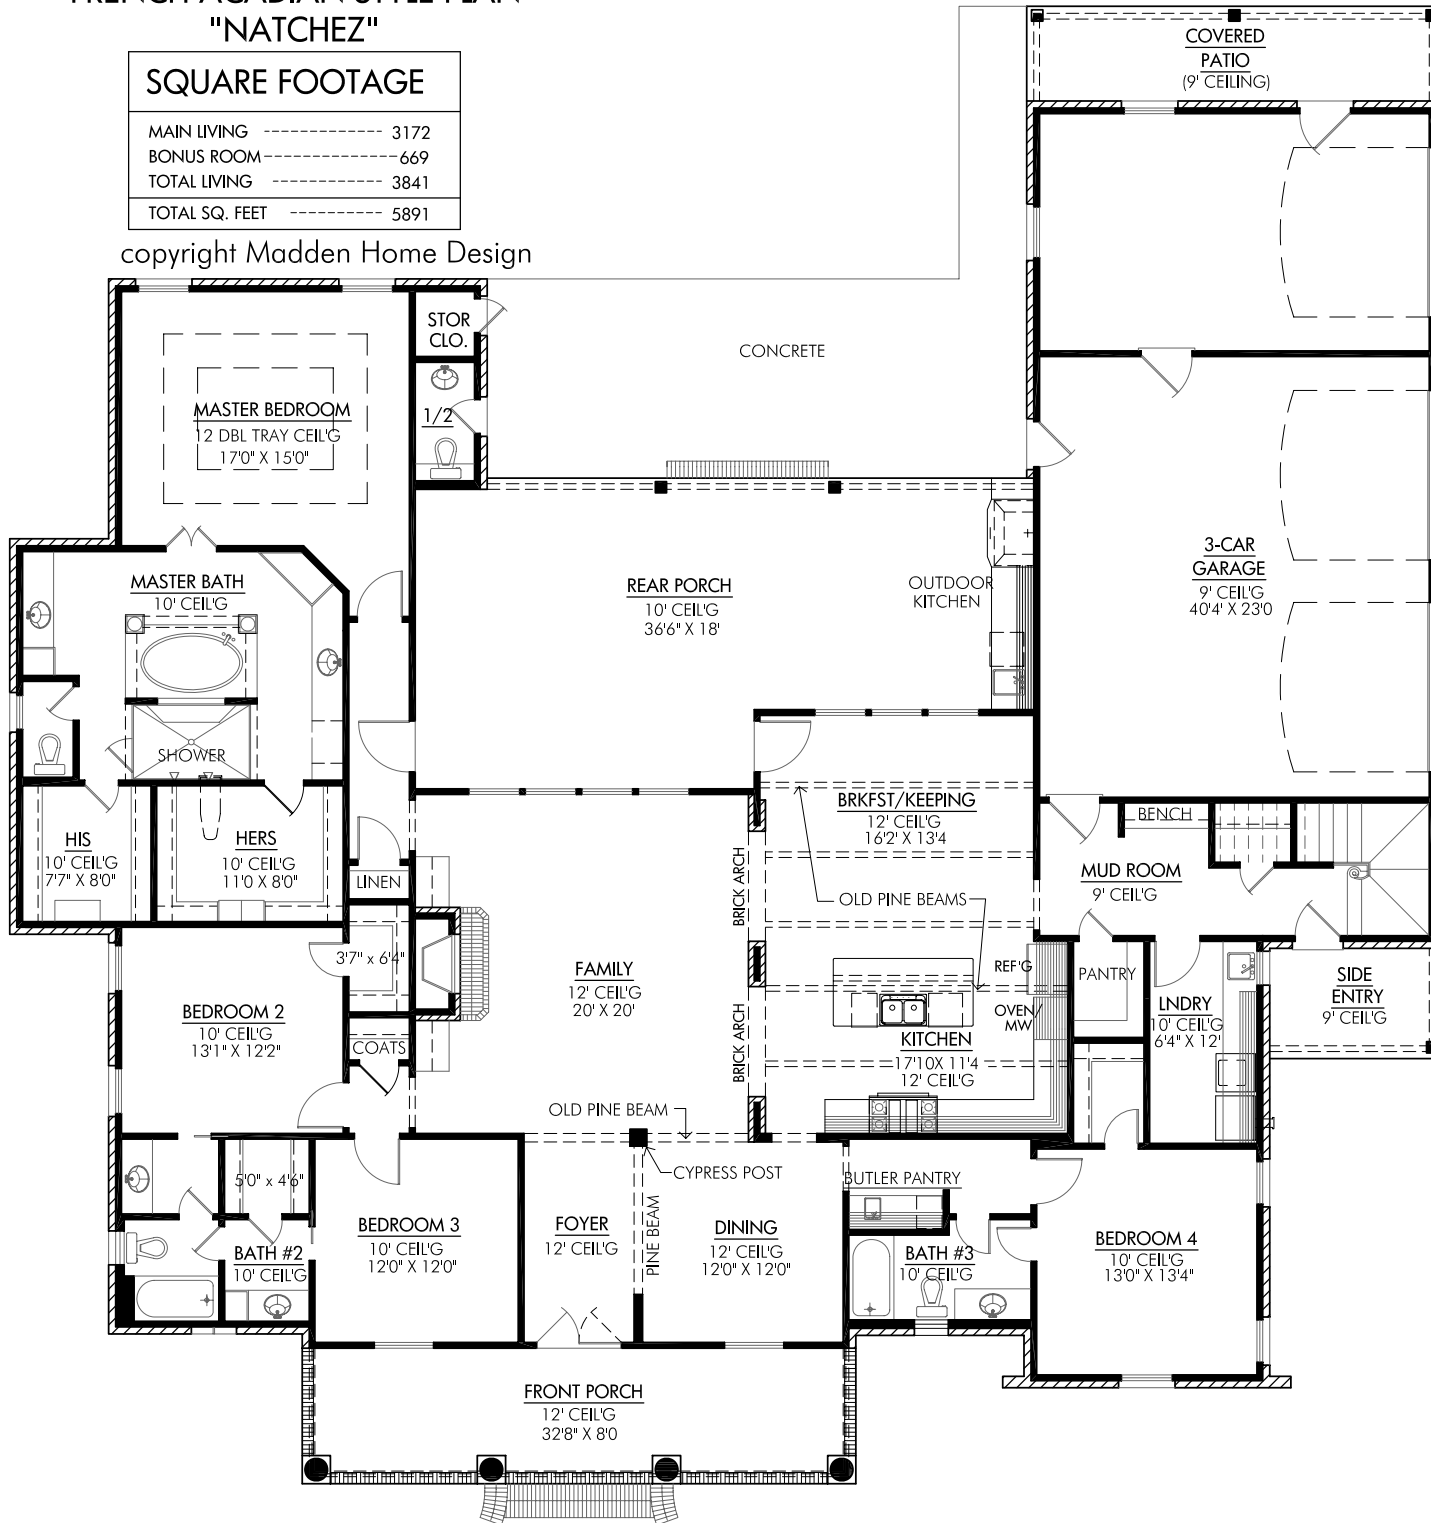 "NATCHEZ"
SQUARE FOOTAGE
MAIN LIVING ------------- 3172
BONUS ROOM --------------- 669
TOTAL LIVING ------------ 3841
TOTAL SQ. FEET ---------- 5891
copyright Madden Home Design
COVERED
PATIO
(9' CEILING)
STOR
CLO.
1/2
CONCRETE
MASTER BEDROOM
12 DBL TRAY CEIL'G
17'0" X 15'0"
MASTER BATH
10' CEIL'G
SHOWER
REAR PORCH
10' CEIL'G
36'6" X 18'
OUTDOOR
KITCHEN
3-CAR
GARAGE
9' CEIL'G
40'4' X 23'0
HIS
10' CEIL'G
7'7" X 8'0"
HERS
10' CEIL'G
11'0 X 8'0"
LINEN
BRKFST/KEEPING
12' CEIL'G
16'2' X 13'4
BENCH
MUD ROOM
9' CEIL'G
BRICK ARCH
OLD PINE BEAMS
3'7" x 6'4"
FAMILY
12' CEIL'G
20' X 20'
REF'G
PANTRY
OVEN/
MW
BRICK ARCH
KITCHEN
17'10X 11'4
12' CEIL'G
LNDRY
10' CEIL'G
6'4" X 12'
SIDE
ENTRY
9' CEIL'G
BEDROOM 2
10' CEIL'G
13'1" X 12'2"
COATS
OLD PINE BEAM
CYPRESS POST
5'0" x 4'6"
BUTLER PANTRY
BEDROOM 3
10' CEIL'G
12'0" X 12'0"
FOYER
12' CEIL'G
PINE BEAM
DINING
12' CEIL'G
12'0" X 12'0"
BATH #2
10' CEIL'G
BATH #3
10' CEIL'G
BEDROOM 4
10' CEIL'G
13'0" X 13'4"
FRONT PORCH
12' CEIL'G
32'8" X 8'0